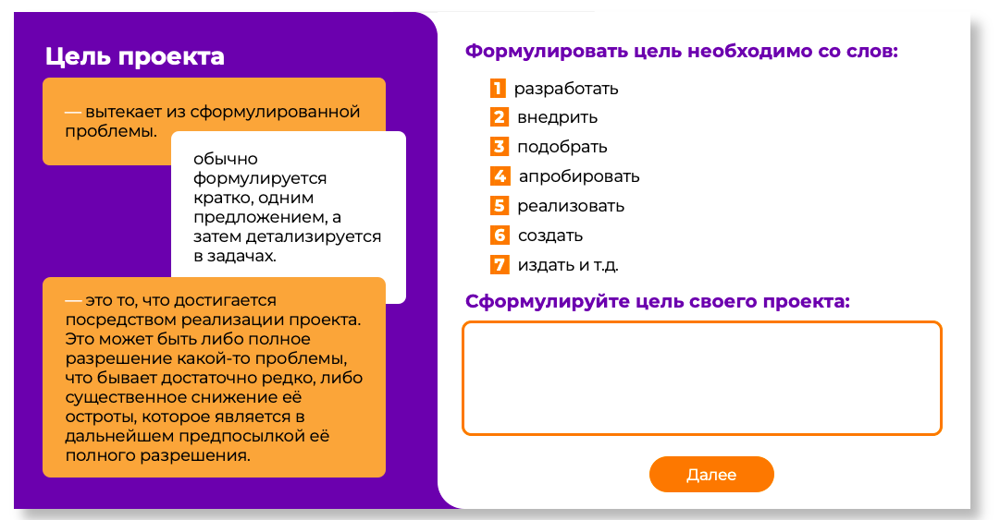 Цель проекта
— вытекает из сформулированной
проблемы.
обычно
формулируется
кратко, одним
предложением, а
затем детализируется
в задачах.
— это то, что достигается
посредством реализации проекта.
Это может быть либо полное
разрешение какой-то проблемы,
что бывает достаточно редко, либо
существенное снижение её
остроты, которое является в
дальнейшем предпосылкой её
полного разрешения.
Формулировать цель необходимо со слов:
1 разработать
2 внедрить
3 подобрать
4 апробировать
5 реализовать
6 создать
7 издать и т.д.
Сформулируйте цель своего проекта:
Далее